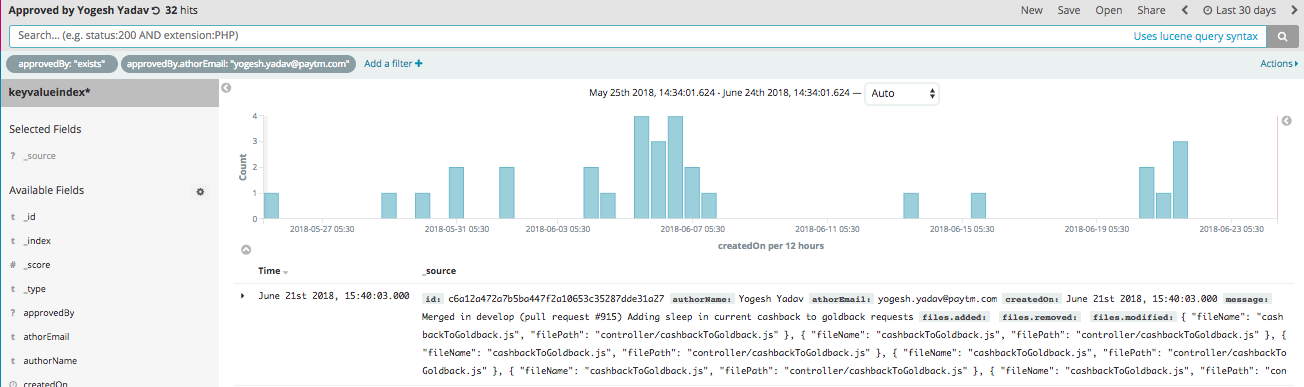 Approved by Yogesh Yadav 32 hits New Save Open Share Last 30 days
Search... (e.g. status:200 AND extension:PHP) Uses lucene query syntax
approvedBy: "exists" approvedBy.athorEmail: "yogesh.yadav@paytm.com" Add a filter + Actions
keyvalueindex*
May 25th 2018, 14:34:01.624 - June 24th 2018, 14:34:01.624 — Auto
Selected Fields
? _source
Available Fields
t _id
t _index
# _score
t _type
? approvedBy
t athorEmail
t authorName
createdOn
Count
4
3
2
1
0
2018-05-27 05:30 2018-05-31 05:30 2018-06-03 05:30 2018-06-07 05:30 2018-06-11 05:30 2018-06-15 05:30 2018-06-19 05:30 2018-06-23 05:30
createdOn per 12 hours
Time _source
June 21st 2018, 15:40:03.000 id: c6a12a472a7b5ba447f2a10653c35287dde31a27 authorName: Yogesh Yadav athorEmail: yogesh.yadav@paytm.com createdOn: June 21st 2018, 15:40:03.000 message:
Merged in develop (pull request #915) Adding sleep in current cashback to goldback requests files.added: files.removed: files.modified: { "fileName": "cash
backToGoldback.js", "filePath": "controller/cashbackToGoldback.js" }, { "fileName": "cashbackToGoldback.js", "filePath": "controller/cashbackToGoldback.js" }, {
"fileName": "cashbackToGoldback.js", "filePath": "controller/cashbackToGoldback.js" }, { "fileName": "cashbackToGoldback.js", "filePath": "controller/cashbackTo
Goldback.js" }, { "fileName": "cashbackToGoldback.js", "filePath": "controller/cashbackToGoldback.js" }, { "fileName": "cashbackToGoldback.js", "filePath": "con